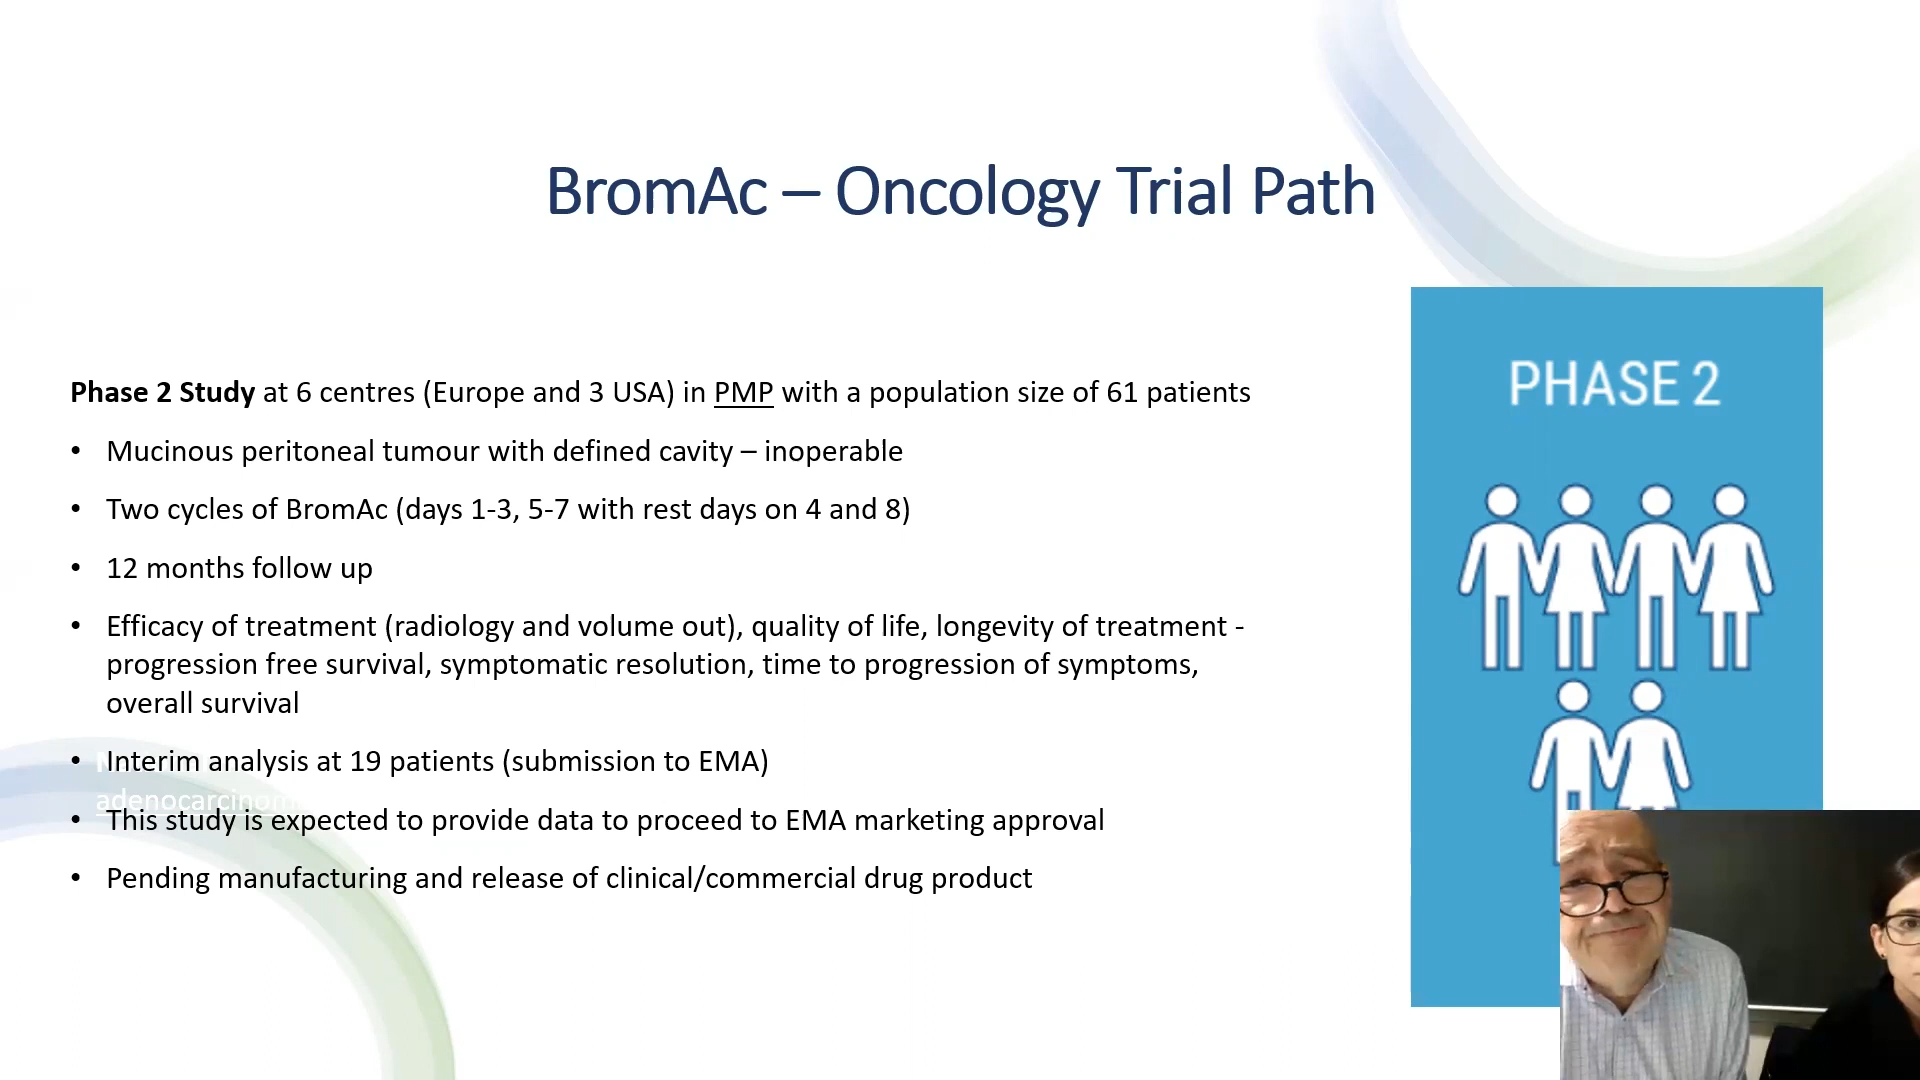 BromAc – Oncology Trial Path
PHASE 2
Phase 2 Study at 6 centres (Europe and 3 USA) in PMP with a population size of 61 patients
• Mucinous peritoneal tumour with defined cavity – inoperable
• Two cycles of BromAc (days 1-3, 5-7 with rest days on 4 and 8)
• 12 months follow up
• Efficacy of treatment (radiology and volume out), quality of life, longevity of treatment -
progression free survival, symptomatic resolution, time to progression of symptoms,
overall survival
• Interim analysis at 19 patients (submission to EMA)
• This study is expected to provide data to proceed to EMA marketing approval
• Pending manufacturing and release of clinical/commercial drug product